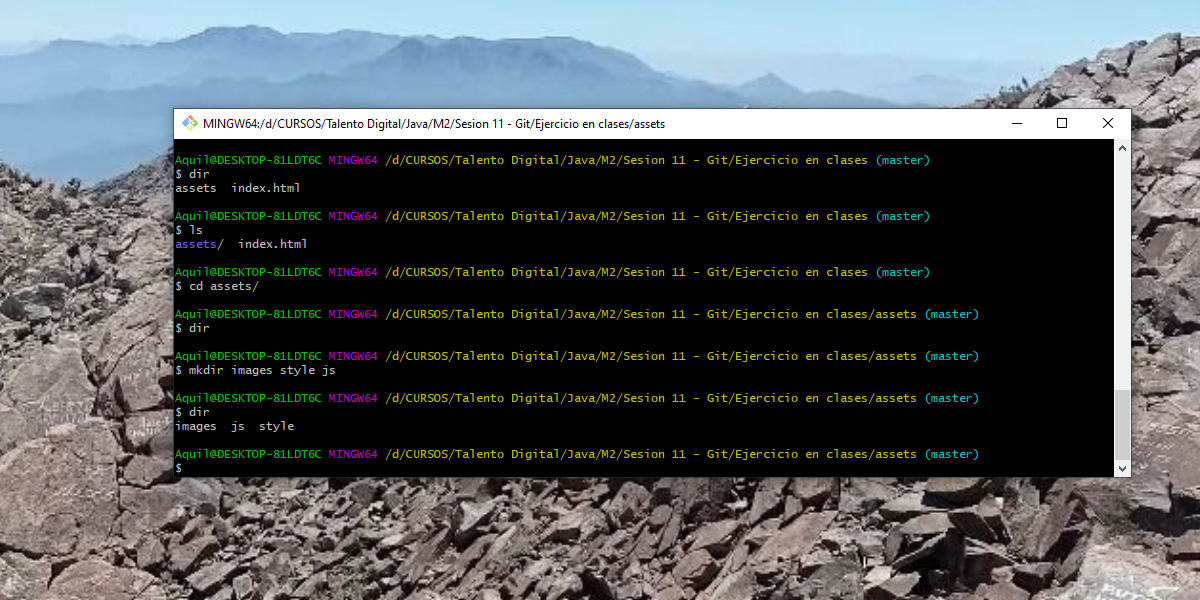 MINGW64:/d/CURSOS/Talento Digital/Java/M2/Sesion 11 - Git/Ejercicio en clases/assets
Aquil@DESKTOP-81LDT6C MINGW64 /d/CURSOS/Talento Digital/Java/M2/Sesion 11 - Git/Ejercicio en clases (master)
$ dir
assets  index.html
Aquil@DESKTOP-81LDT6C MINGW64 /d/CURSOS/Talento Digital/Java/M2/Sesion 11 - Git/Ejercicio en clases (master)
$ ls
assets/  index.html
Aquil@DESKTOP-81LDT6C MINGW64 /d/CURSOS/Talento Digital/Java/M2/Sesion 11 - Git/Ejercicio en clases (master)
$ cd assets/
Aquil@DESKTOP-81LDT6C MINGW64 /d/CURSOS/Talento Digital/Java/M2/Sesion 11 - Git/Ejercicio en clases/assets (master)
$ dir
Aquil@DESKTOP-81LDT6C MINGW64 /d/CURSOS/Talento Digital/Java/M2/Sesion 11 - Git/Ejercicio en clases/assets (master)
$ mkdir images style js
Aquil@DESKTOP-81LDT6C MINGW64 /d/CURSOS/Talento Digital/Java/M2/Sesion 11 - Git/Ejercicio en clases/assets (master)
$ dir
images  js  style
Aquil@DESKTOP-81LDT6C MINGW64 /d/CURSOS/Talento Digital/Java/M2/Sesion 11 - Git/Ejercicio en clases/assets (master)
$